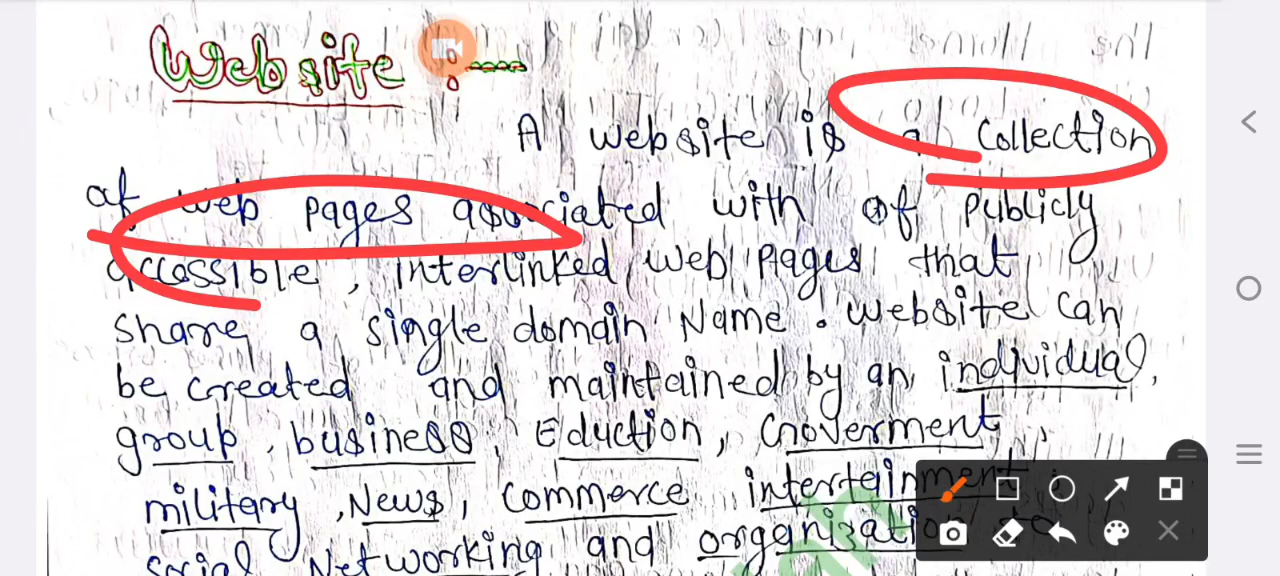 Website :-
A website is a collection
of web pages associated with of publicly
accessible, interlinked web pages that
share a single domain Name. website can
be created and maintained by an individual,
group, business, Eduction, Goverment,
military, News, Commerce intertainment,
social Networking and organization